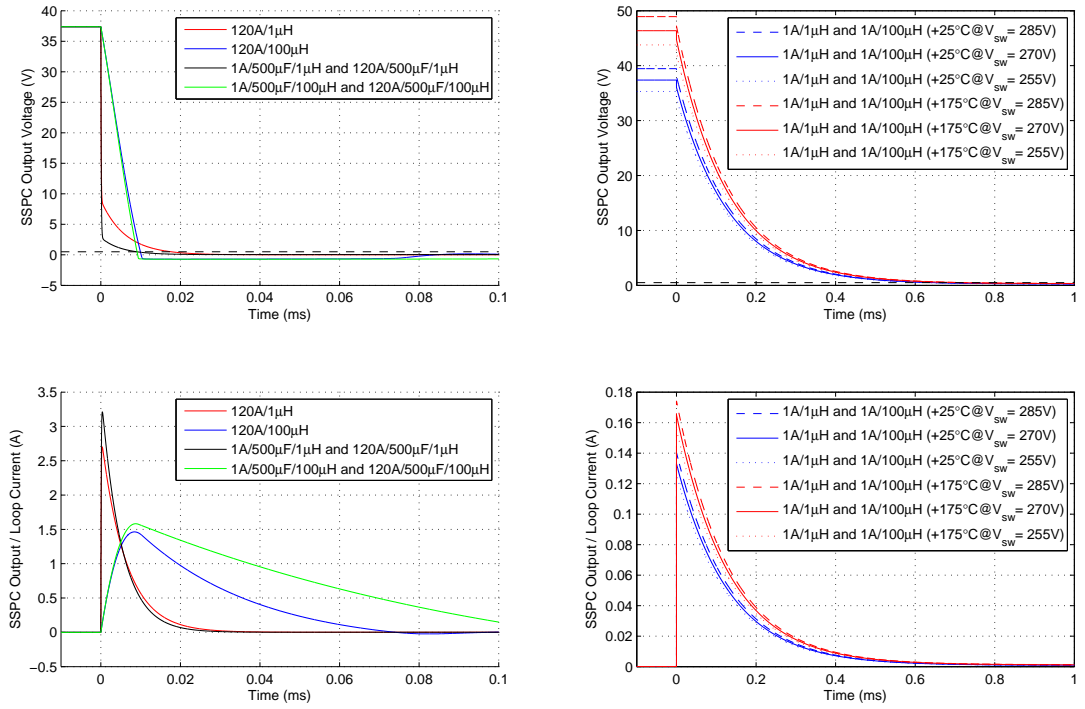 40
35
30
25
20
15
10
5
0
−5
SSPC Output Voltage (V)
0 0.02 0.04 0.06 0.08 0.1
Time (ms)
120A/1μH
120A/100μH
1A/500μF/1μH and 120A/500μF/1μH
1A/500μF/100μH and 120A/500μF/100μH
50
40
30
20
10
0
SSPC Output Voltage (V)
0 0.2 0.4 0.6 0.8 1
Time (ms)
1A/1μH and 1A/100μH (+25°C@Vsw= 285V)
1A/1μH and 1A/100μH (+25°C@Vsw= 270V)
1A/1μH and 1A/100μH (+25°C@Vsw= 255V)
1A/1μH and 1A/100μH (+175°C@Vsw= 285V)
1A/1μH and 1A/100μH (+175°C@Vsw= 270V)
1A/1μH and 1A/100μH (+175°C@Vsw= 255V)
3.5
3
2.5
2
1.5
1
0.5
0
−0.5
SSPC Output / Loop Current (A)
0 0.02 0.04 0.06 0.08 0.1
Time (ms)
120A/1μH
120A/100μH
1A/500μF/1μH and 120A/500μF/1μH
1A/500μF/100μH and 120A/500μF/100μH
0.18
0.16
0.14
0.12
0.1
0.08
0.06
0.04
0.02
0
SSPC Output / Loop Current (A)
0 0.2 0.4 0.6 0.8 1
Time (ms)
1A/1μH and 1A/100μH (+25°C@Vsw= 285V)
1A/1μH and 1A/100μH (+25°C@Vsw= 270V)
1A/1μH and 1A/100μH (+25°C@Vsw= 255V)
1A/1μH and 1A/100μH (+175°C@Vsw= 285V)
1A/1μH and 1A/100μH (+175°C@Vsw= 270V)
1A/1μH and 1A/100μH (+175°C@Vsw= 255V)